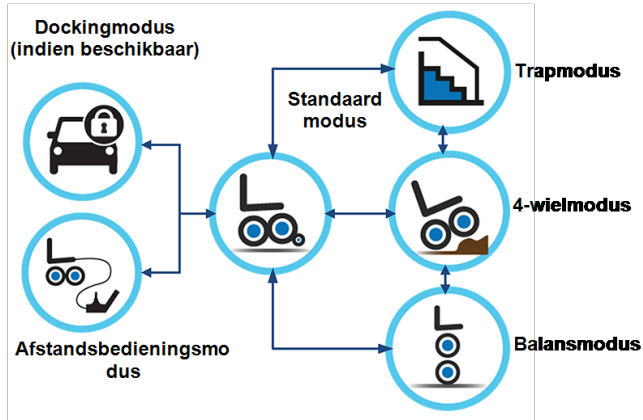 Dockingmodus
(indien beschikbaar)
Standaard
modus
Trapmodus
4-wielmodus
Afstandsbedieningsmo
dus
Balansmodus